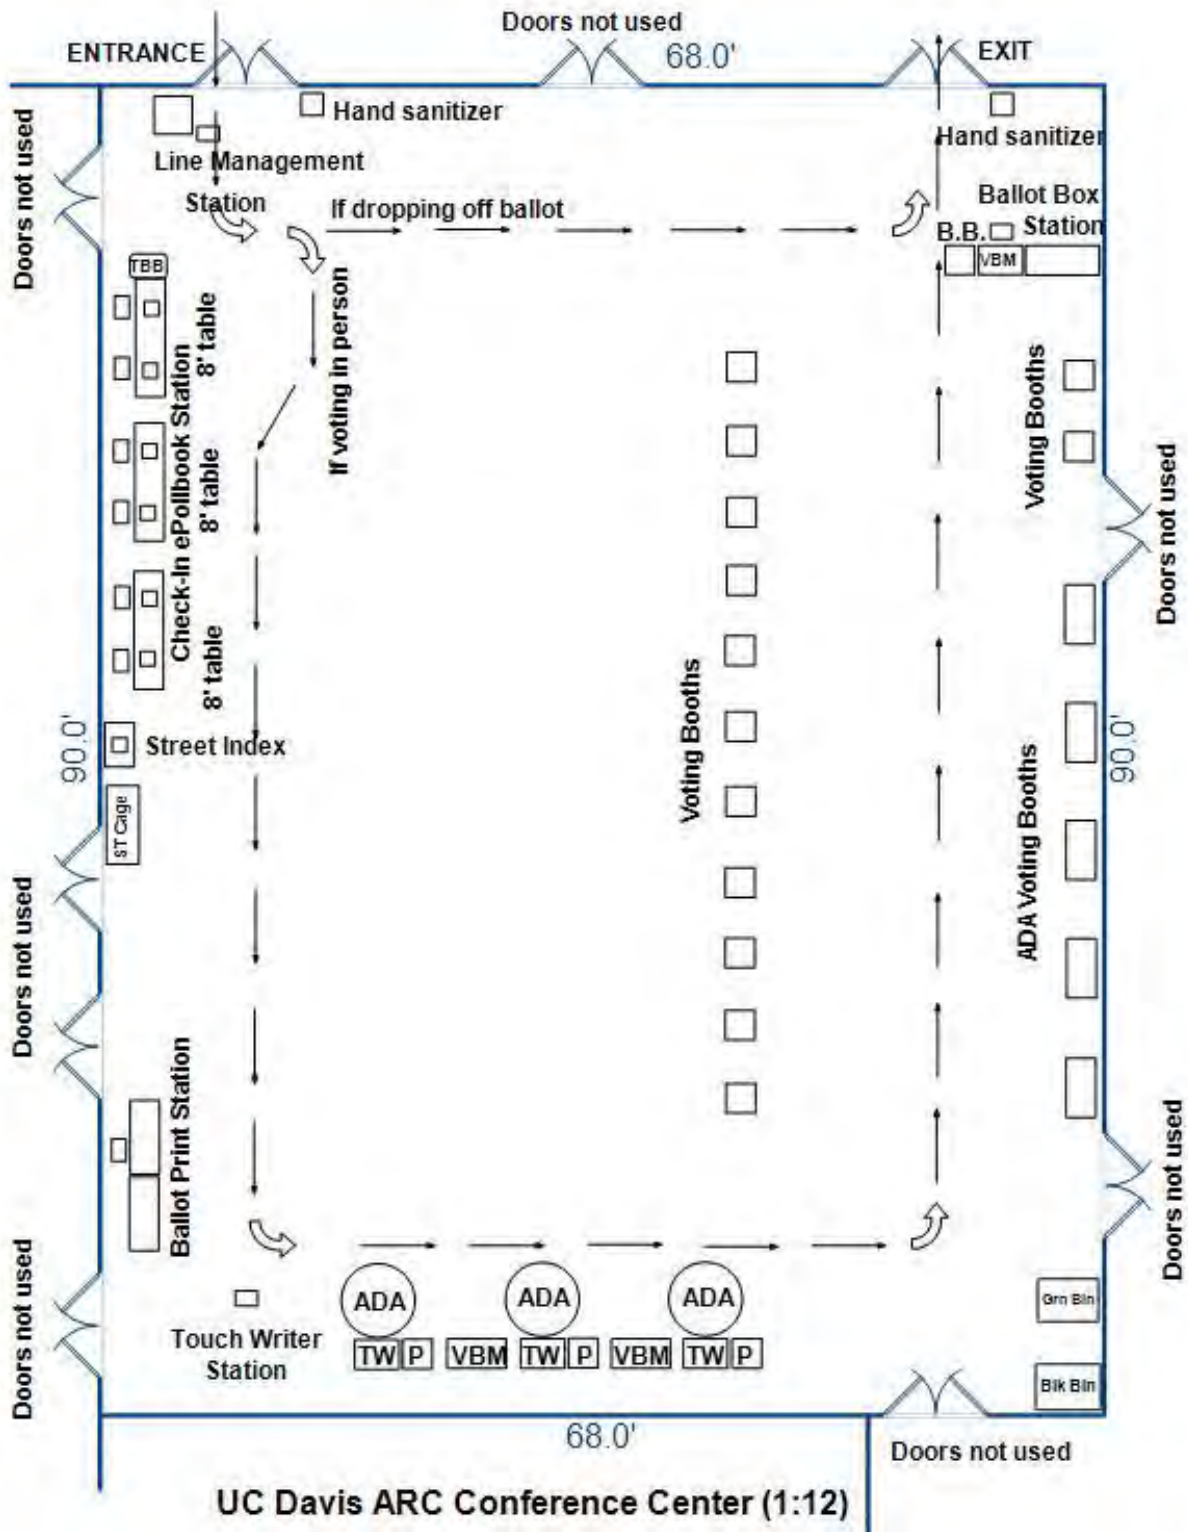 Doors not used
ENTRANCE
68.0'
EXIT
Hand sanitizer
Hand sanitizer
Doors not used
Line Management
Station
If dropping off ballot
Ballot Box
Station
B.B.
VBM
TBB
8' table
If voting in person
Check-In ePollbook Station
8' table
8' table
Voting Booths
Doors not used
Street Index
90.0'
ST Cage
Voting Booths
ADA Voting Booths
90.0'
Doors not used
Ballot Print Station
Doors not used
Doors not used
Touch Writer
Station
ADA
ADA
ADA
TW P VBM TW P VBM TW P
Grn Bin
Blk Bin
68.0'
Doors not used
UC Davis ARC Conference Center (1:12)